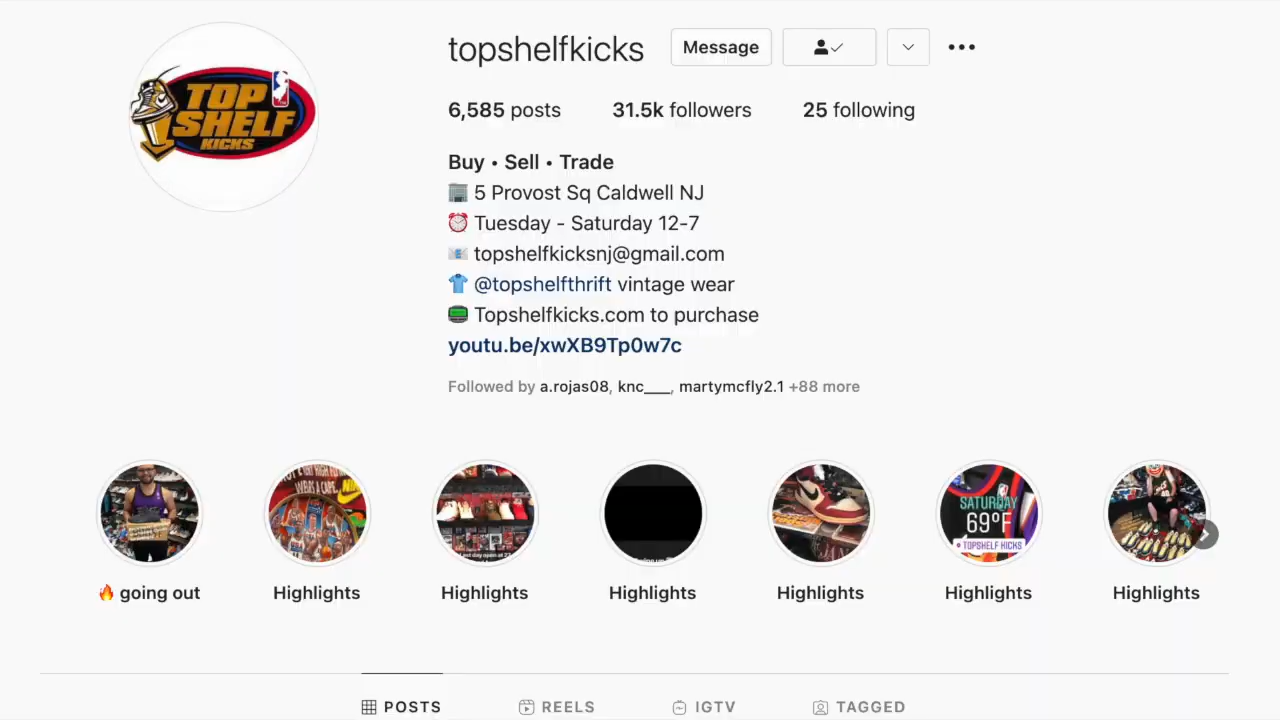 topshelfkicks
Message
6,585 posts
31.5k followers
25 following
TOP
SHELF
KICKS
Buy • Sell • Trade
5 Provost Sq Caldwell NJ
Tuesday - Saturday 12-7
topshelfkicksnj@gmail.com
@topshelfthrift vintage wear
Topshelfkicks.com to purchase
youtu.be/xwXB9Tp0w7c
Followed by a.rojas08, knc___, martymcfly2.1 +88 more
WEARS A CAPE.
SATURDAY
69°F
TOPSHELF KICKS
🔥 going out
Highlights
Highlights
Highlights
Highlights
Highlights
Highlights
POSTS
REELS
IGTV
TAGGED